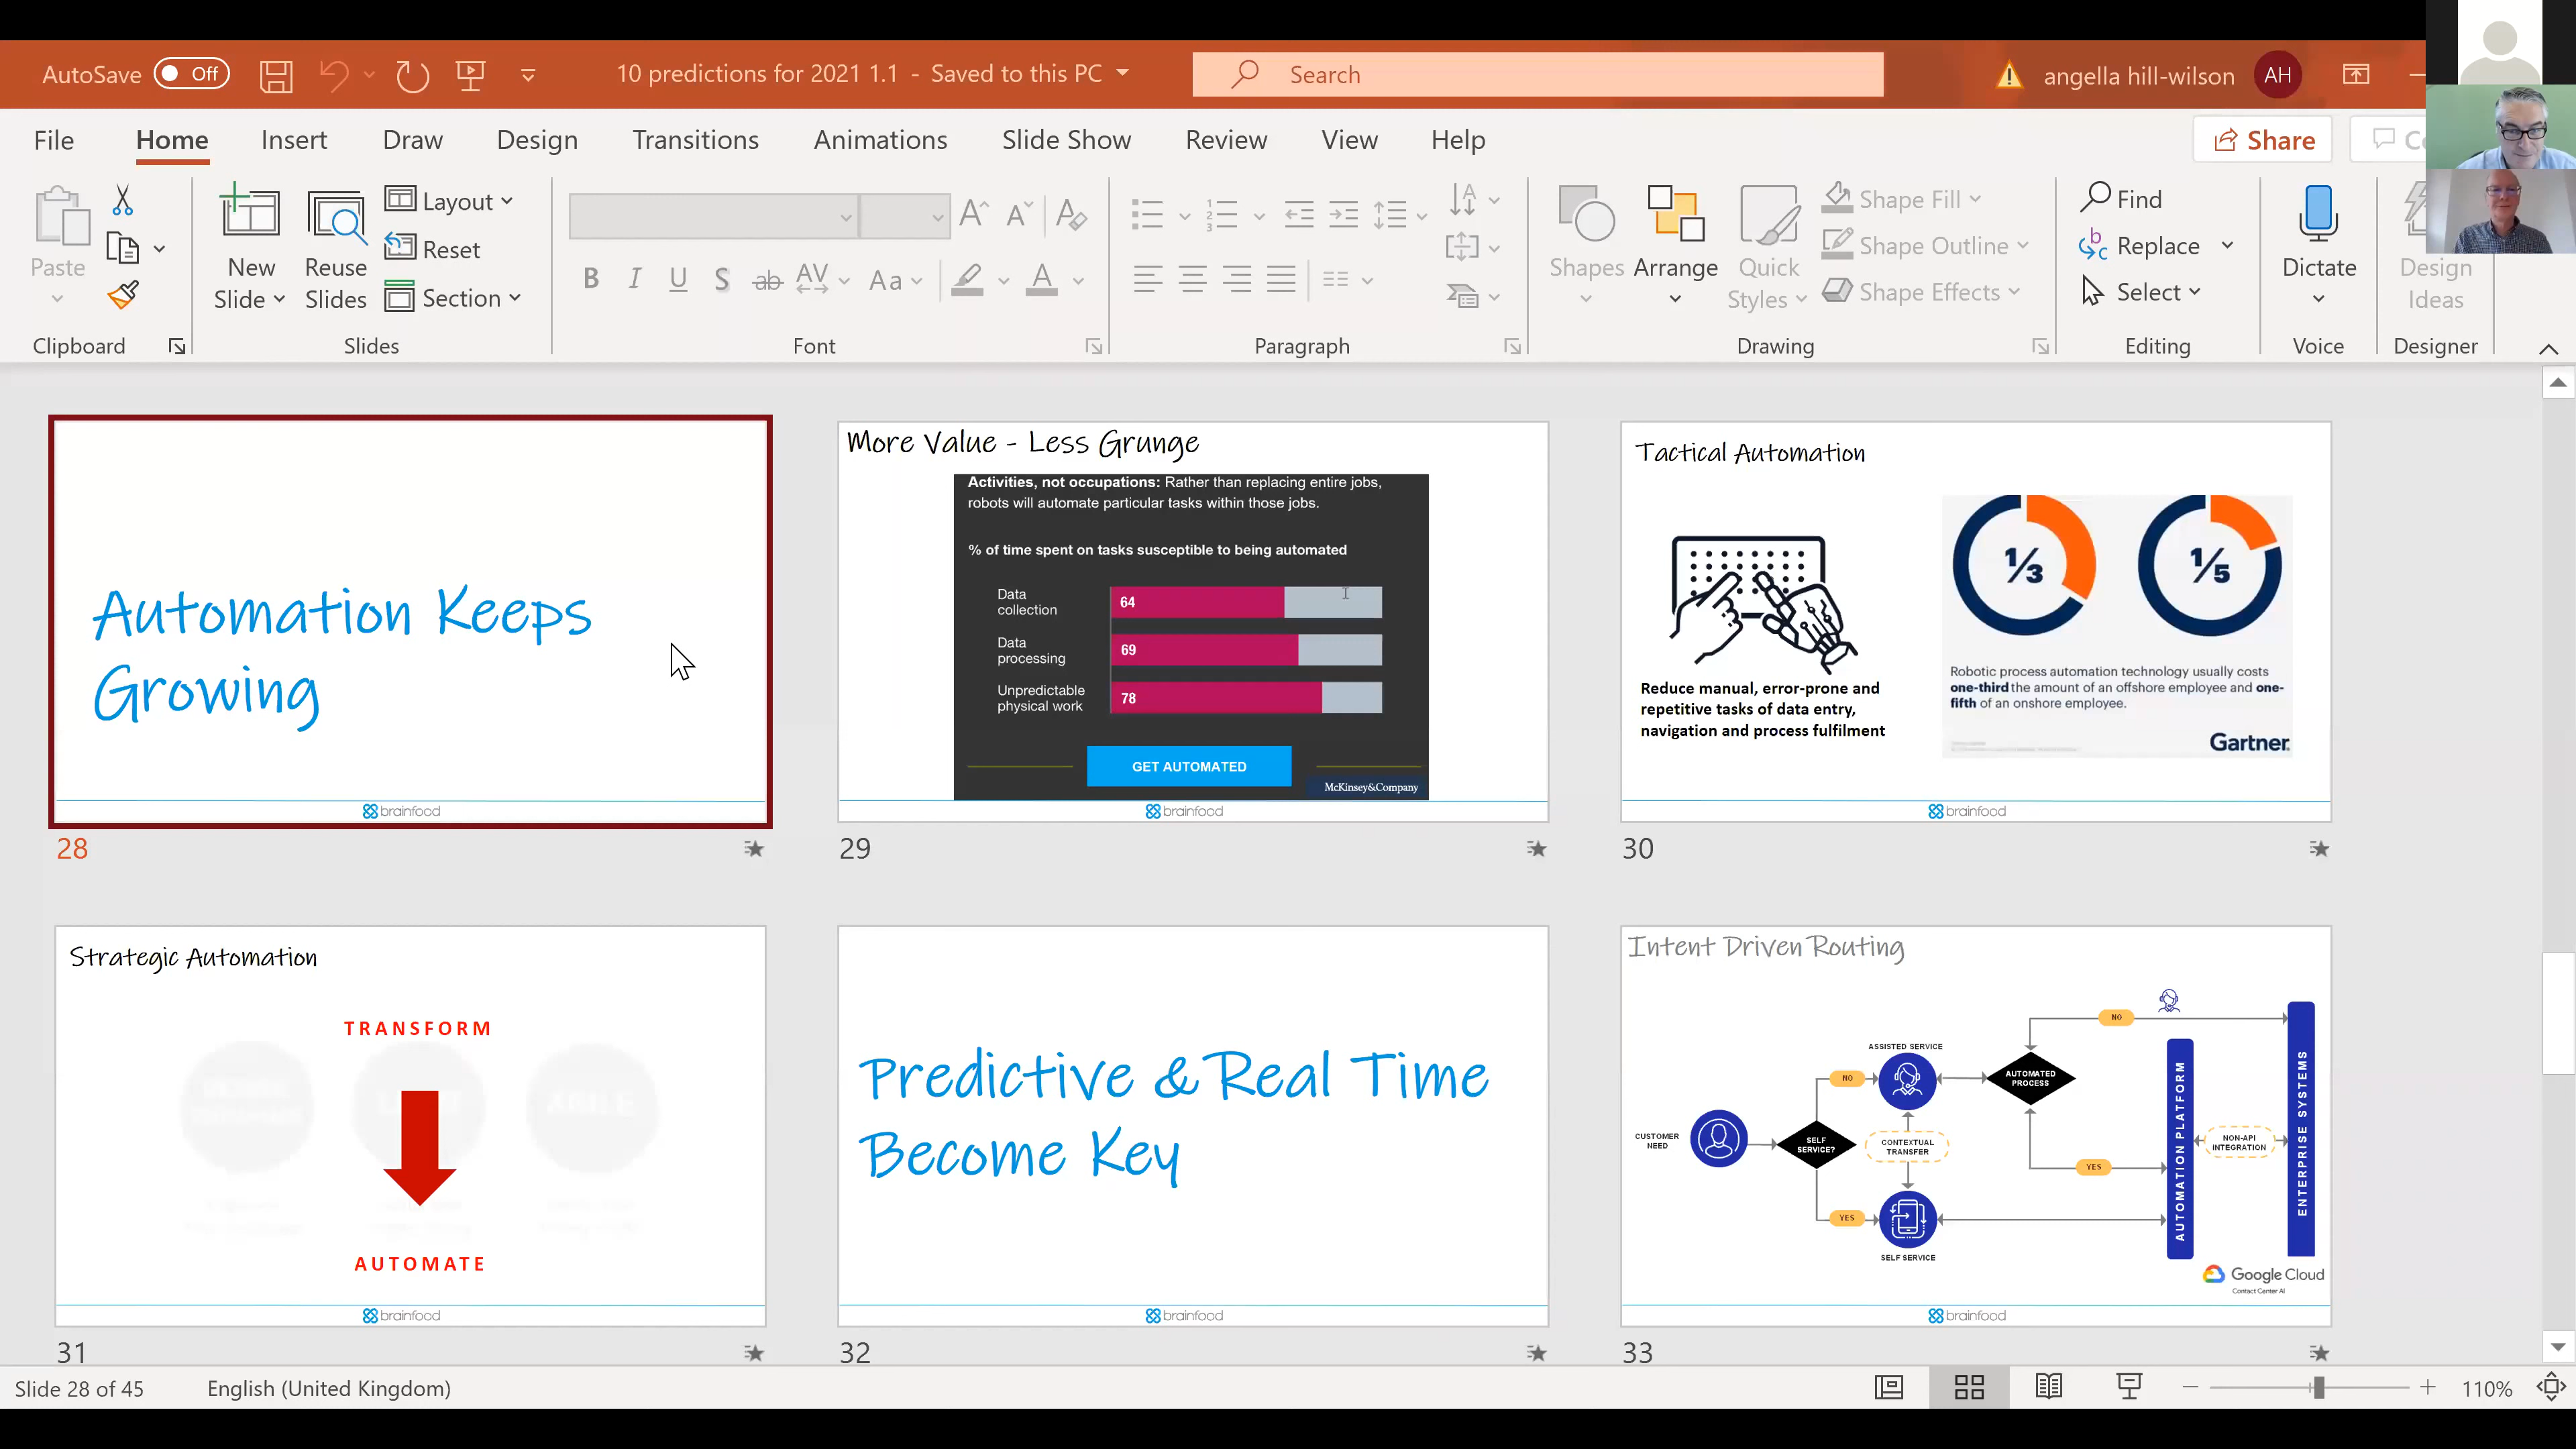 AutoSave Off 10 predictions for 2021 1.1 - Saved to this PC Search angella hill-wilson AH
File Home Insert Draw Design Transitions Animations Slide Show Review View Help Share
Paste
New
Slide
Reuse
Slides
Layout
Reset
Section
B I U S ab AV Aa A
Shapes Arrange Quick
Styles
Shape Fill
Shape Outline
Shape Effects
Find
Replace
Select
Dictate
Design
Ideas
Clipboard Slides Font Paragraph Drawing Editing Voice Designer
Automation Keeps
Growing
brainfood
28
More Value - Less Grunge
Activities, not occupations: Rather than replacing entire jobs,
robots will automate particular tasks within those jobs.
% of time spent on tasks susceptible to being automated
Data
collection
64
Data
processing
69
Unpredictable
physical work
78
GET AUTOMATED
McKinsey&Company
brainfood
29
Tactical Automation
Reduce manual, error-prone and
repetitive tasks of data entry,
navigation and process fulfilment
1/3 1/5
Robotic process automation technology usually costs
one-third the amount of an offshore employee and one-
fifth of an onshore employee.
Gartner
brainfood
30
Strategic Automation
TRANSFORM
AUTOMATE
brainfood
31
Predictive & Real Time
Become Key
brainfood
32
Intent Driven Routing
CUSTOMER
NEED
SELF
SERVICE?
NO
YES
ASSISTED SERVICE
CONTEXTUAL
TRANSFER
SELF SERVICE
AUTOMATED
PROCESS
NO
YES
AUTOMATION PLATFORM
NON-API
INTEGRATION
ENTERPRISE SYSTEMS
Google Cloud
Contact Center AI
brainfood
33
Slide 28 of 45 English (United Kingdom) 110%